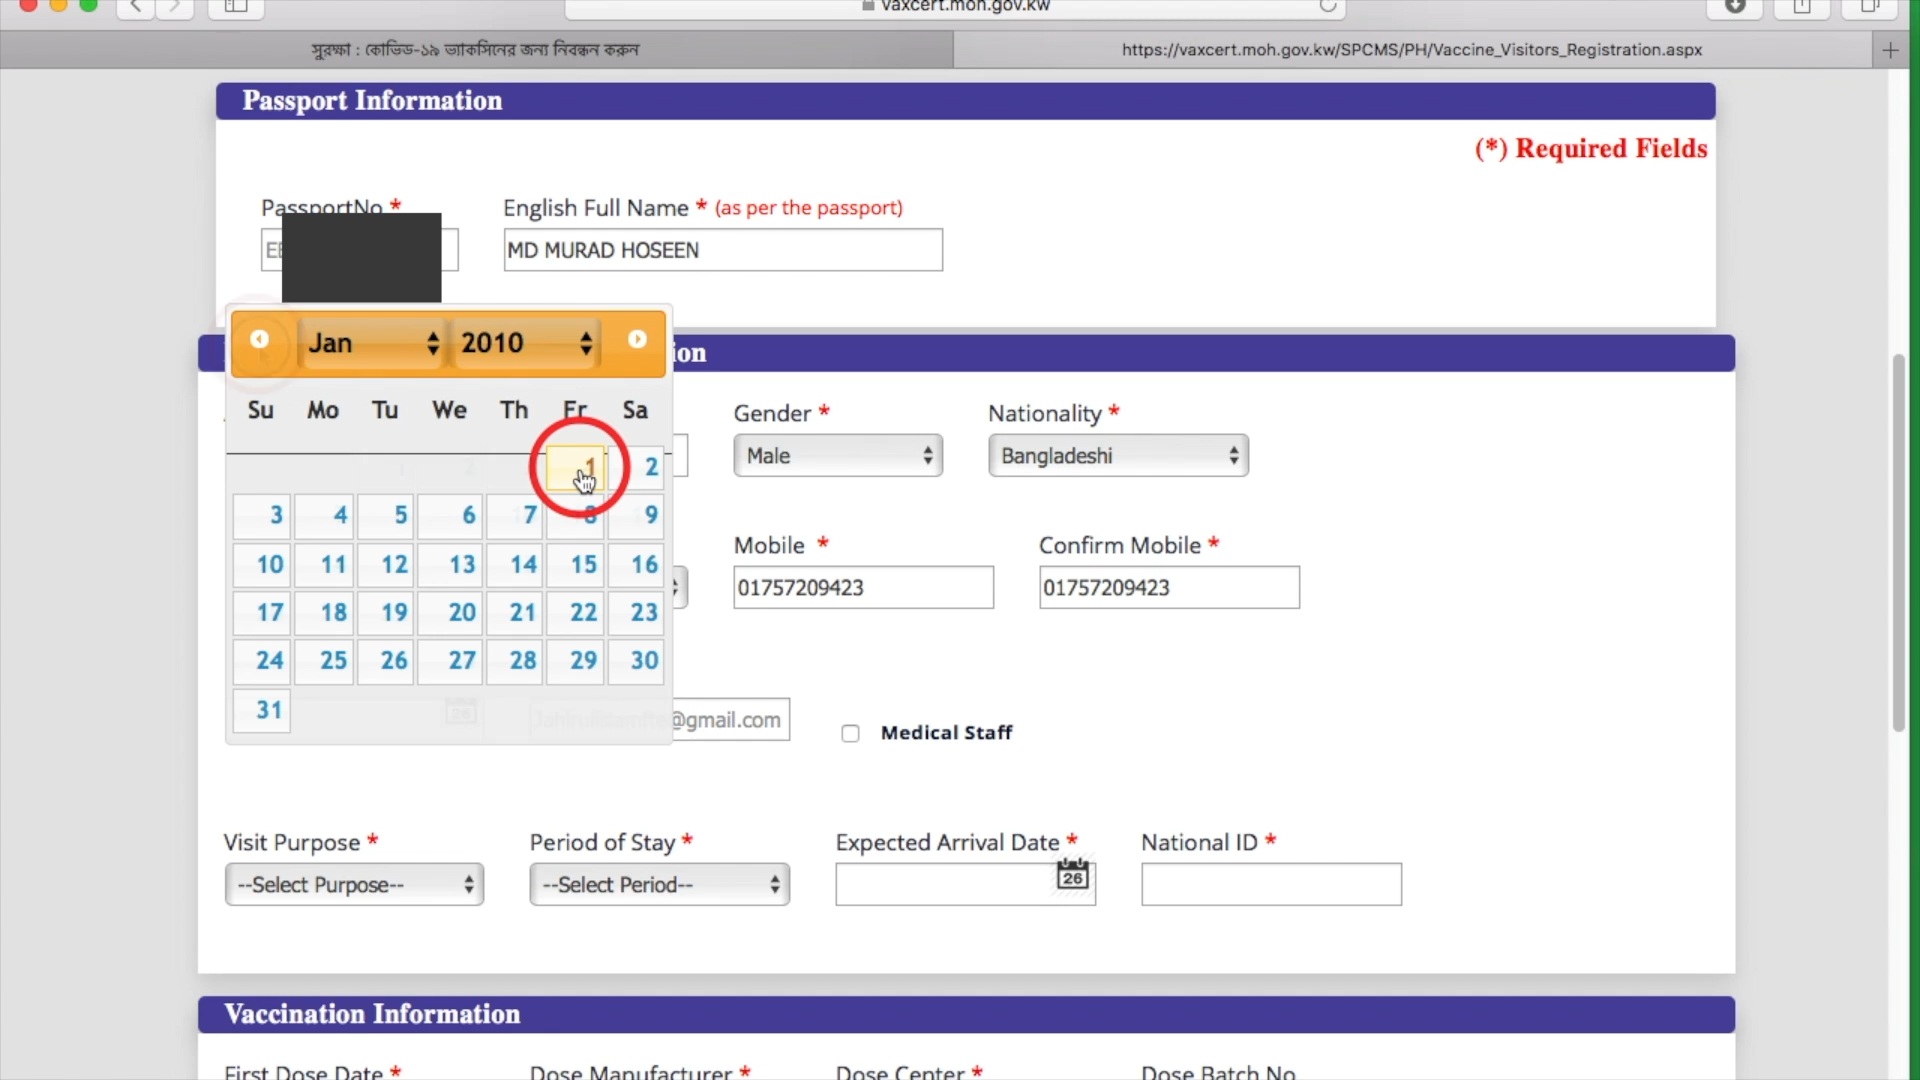 vaxcert.moh.gov.kw
সুরক্ষা : কোভিড-১৯ ভ্যাকসিনের জন্য নিবন্ধন করুন
https://vaxcert.moh.gov.kw/SPCMS/PH/Vaccine_Visitors_Registration.aspx
Passport Information
(*) Required Fields
PassportNo *
English Full Name * (as per the passport)
MD MURAD HOSEEN
Jan 2010
Su Mo Tu We Th Fr Sa
1 2
3 4 5 6 7 8 9
10 11 12 13 14 15 16
17 18 19 20 21 22 23
24 25 26 27 28 29 30
31
Gender *
Nationality *
Male
Bangladeshi
Mobile *
Confirm Mobile *
01757209423
01757209423
@gmail.com
Medical Staff
Visit Purpose *
Period of Stay *
Expected Arrival Date *
National ID *
--Select Purpose--
--Select Period--
26
Vaccination Information
First Dose Date *
Dose Manufacturer *
Dose Center *
Dose Batch No